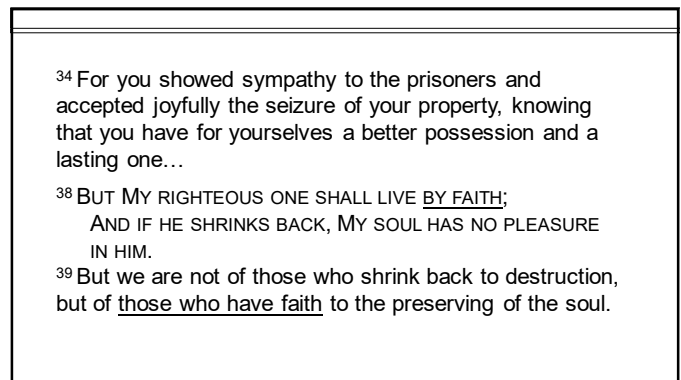 34 For you showed sympathy to the prisoners and
accepted joyfully the seizure of your property, knowing
that you have for yourselves a better possession and a
lasting one…
38 BUT MY RIGHTEOUS ONE SHALL LIVE BY FAITH;
AND IF HE SHRINKS BACK, MY SOUL HAS NO PLEASURE
IN HIM.
39 But we are not of those who shrink back to destruction,
but of those who have faith to the preserving of the soul.